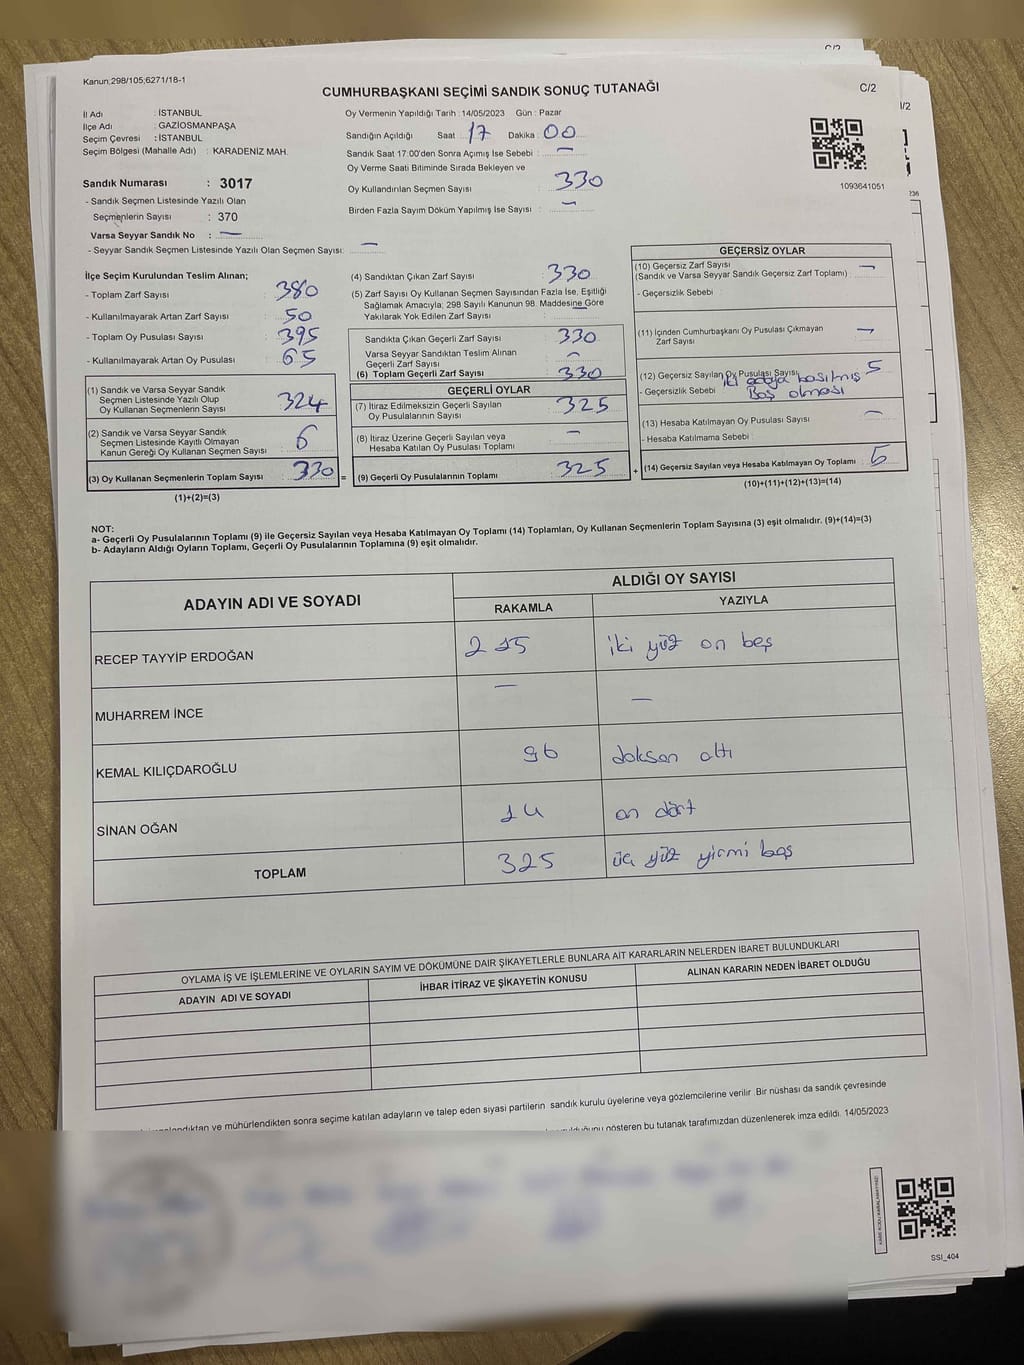 C/2
Kanun:298/105;6271/18-1
CUMHURBAŞKANI SEÇİMİ SANDIK SONUÇ TUTANAĞI
C/2
I/2
İl Adı : İSTANBUL
İlçe Adı : GAZİOSMANPAŞA
Seçim Çevresi : İSTANBUL
Seçim Bölgesi (Mahalle Adı) : KARADENİZ MAH.
Oy Vermenin Yapıldığı Tarih : 14/05/2023 Gün : Pazar
Sandığın Açıldığı Saat : 17 Dakika : 00
Sandık Saat 17.00'den Sonra Açımış İse Sebebi : —
Oy Verme Saati Bitiminde Sırada Bekleyen ve
Oy Kullandırılan Seçmen Sayısı : 330
Birden Fazla Sayım Döküm Yapılmış İse Sayısı : —
1093641051
236
Sandık Numarası : 3017
- Sandık Seçmen Listesinde Yazılı Olan
Seçmenlerin Sayısı : 370
Varsa Seyyar Sandık No : —
- Seyyar Sandık Seçmen Listesinde Yazılı Olan Seçmen Sayısı: —
İlçe Seçim Kurulundan Teslim Alınan;
- Toplam Zarf Sayısı : 380
- Kullanılmayarak Artan Zarf Sayısı : 50
- Toplam Oy Pusulası Sayısı : 395
- Kullanılmayarak Artan Oy Pusulası : 65
(1) Sandık ve Varsa Seyyar Sandık
Seçmen Listesinde Yazılı Olup
Oy Kullanan Seçmenlerin Sayısı : 324
(2) Sandık ve Varsa Seyyar Sandık
Seçmen Listesinde Kayıtlı Olmayan
Kanun Gereği Oy Kullanan Seçmen Sayısı : 6
(3) Oy Kullanan Seçmenlerin Toplam Sayısı : 330 =
(1)+(2)=(3)
(4) Sandıktan Çıkan Zarf Sayısı : 330
(5) Zarf Sayısı Oy Kullanan Seçmen Sayısından Fazla İse, Eşitliği
Sağlamak Amacıyla; 298 Sayılı Kanunun 98. Maddesine Göre
Yakılarak Yok Edilen Zarf Sayısı : —
Sandıkta Çıkan Geçerli Zarf Sayısı : 330
Varsa Seyyar Sandıktan Teslim Alınan
Geçerli Zarf Sayısı : —
(6) Toplam Geçerli Zarf Sayısı : 330
GEÇERLİ OYLAR
(7) İtiraz Edilmeksizin Geçerli Sayılan
Oy Pusulalarının Sayısı : 325
(8) İtiraz Üzerine Geçerli Sayılan veya
Hesaba Katılan Oy Pusulası Toplamı : —
(9) Geçerli Oy Pusulalarının Toplamı : 325 +
GEÇERSİZ OYLAR
(10) Geçersiz Zarf Sayısı
(Sandık ve Varsa Seyyar Sandık Geçersiz Zarf Toplamı) : —
- Geçersizlik Sebebi :
(11) İçinden Cumhurbaşkanı Oy Pusulası Çıkmayan
Zarf Sayısı : —
(12) Geçersiz Sayılan Oy Pusulası Sayısı : 5
- Geçersizlik Sebebi : iki adaya basılmış
Boş olması
(13) Hesaba Katılmayan Oy Pusulası Sayısı : —
- Hesaba Katılmama Sebebi :
(14) Geçersiz Sayılan veya Hesaba Katılmayan Oy Toplamı : 5
(10)+(11)+(12)+(13)=(14)
NOT:
a- Geçerli Oy Pusulalarının Toplamı (9) ile Geçersiz Sayılan veya Hesaba Katılmayan Oy Toplamı (14) Toplamları, Oy Kullanan Seçmenlerin Toplam Sayısına (3) eşit olmalıdır. (9)+(14)=(3)
b- Adayların Aldığı Oyların Toplamı, Geçerli Oy Pusulalarının Toplamına (9) eşit olmalıdır.
ADAYIN ADI VE SOYADI ALDIĞI OY SAYISI
RAKAMLA YAZIYLA
RECEP TAYYİP ERDOĞAN 215 iki yüz on beş
MUHARREM İNCE — —
KEMAL KILIÇDAROĞLU 96 doksan altı
SİNAN OĞAN 14 on dört
TOPLAM 325 üç yüz yirmi beş
OYLAMA İŞ VE İŞLEMLERİNE VE OYLARIN SAYIM VE DÖKÜMÜNE DAİR ŞİKAYETLERLE BUNLARA AİT KARARLARIN NELERDEN İBARET BULUNDUKLARI
ADAYIN ADI VE SOYADI İHBAR İTİRAZ VE ŞİKAYETİN KONUSU ALINAN KARARIN NEDEN İBARET OLDUĞU
ve mühürlendikten sonra seçime katılan adayların ve talep eden siyasi partilerin sandık kurulu üyelerine veya gözlemcilerine verilir. Bir nüshası da sandık çevresinde
gösteren bu tutanak tarafımızdan düzenlenerek imza edildi. 14/05/2023
KARE KODU KARALAMAYINIZ!
SSI_404